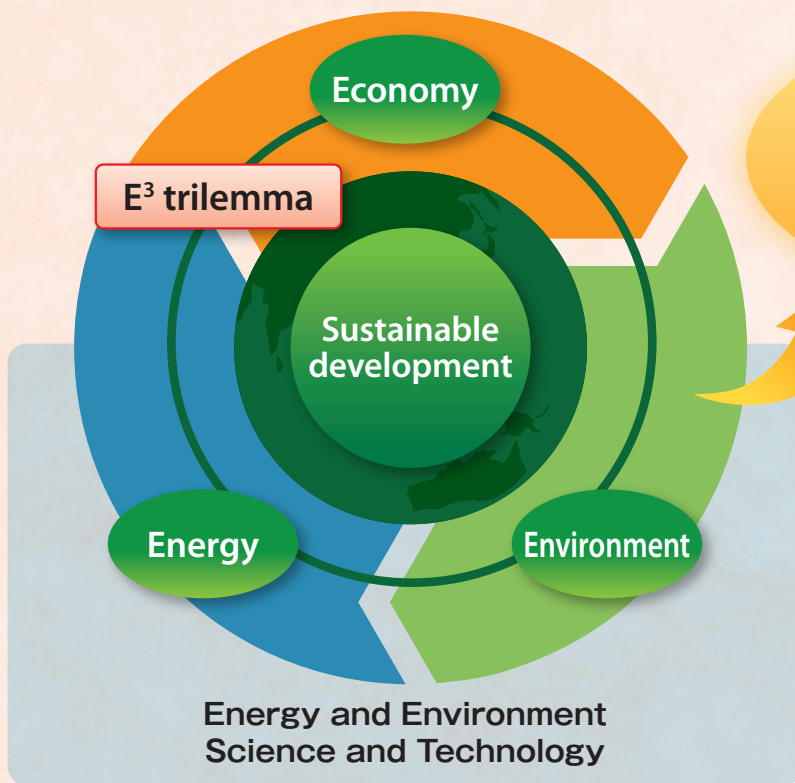 Economy
E³ trilemma
Sustainable
development
Energy
Environment
Energy and Environment
Science and Technology